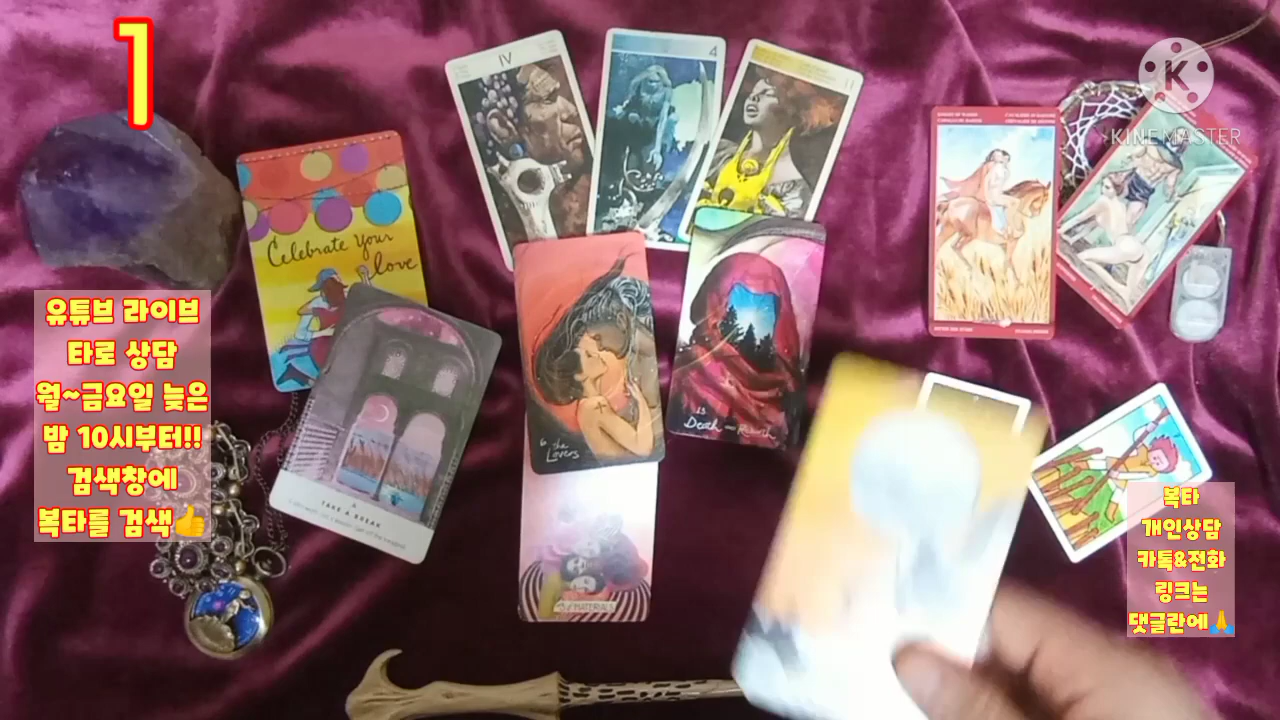 1
유튜브 라이브
타로 상담
월~금요일 늦은
밤 10시부터!!
검색창에
복타를 검색👍
Celebrate Your
love
TAKE A BREAK
IV
4
6 the
Lovers
13
Death and Rebirth
MATERIALS
K
KINEMASTER
복타
개인상담
카톡&전화
링크는
댓글란에🙏